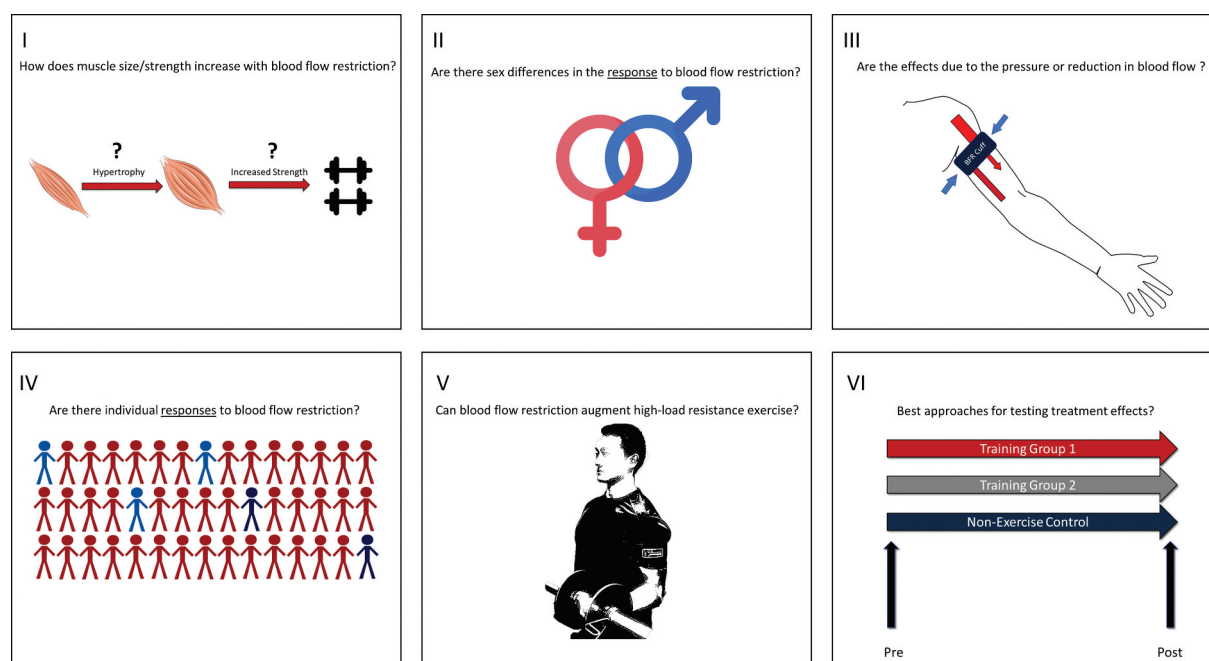 I
How does muscle size/strength increase with blood flow restriction?
?
Hypertrophy
?
Increased Strength
II
Are there sex differences in the response to blood flow restriction?
III
Are the effects due to the pressure or reduction in blood flow ?
BFR Cuff
IV
Are there individual responses to blood flow restriction?
V
Can blood flow restriction augment high-load resistance exercise?
VI
Best approaches for testing treatment effects?
Training Group 1
Training Group 2
Non-Exercise Control
Pre
Post